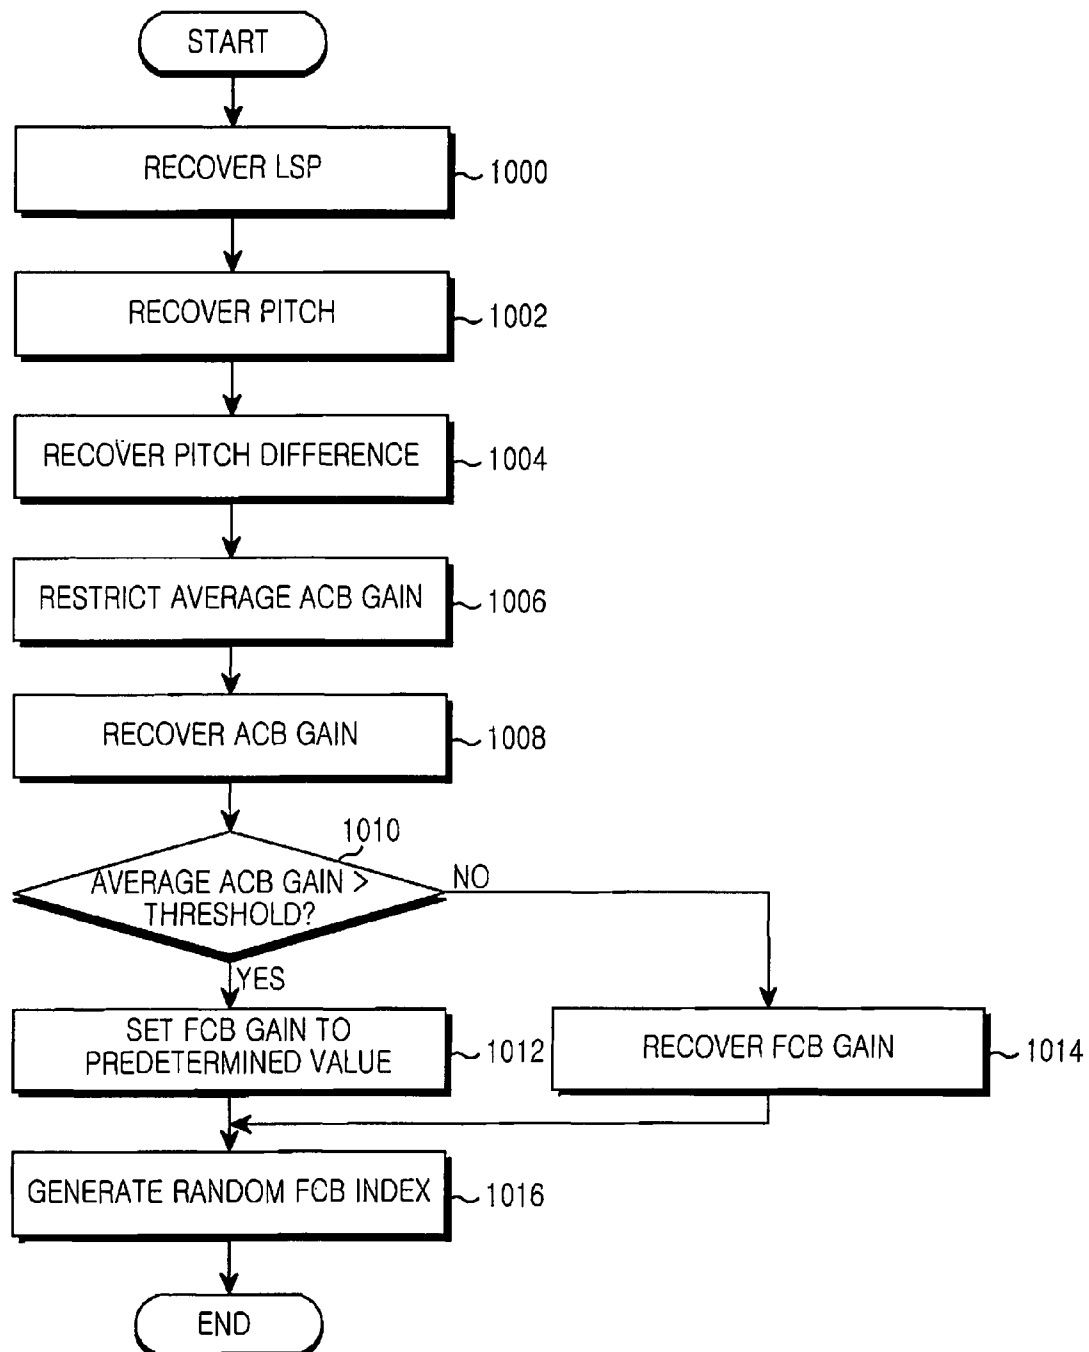 START
RECOVER LSP
1000
RECOVER PITCH
1002
RECOVER PITCH DIFFERENCE
1004
RESTRICT AVERAGE ACB GAIN
1006
RECOVER ACB GAIN
1008
1010
AVERAGE ACB GAIN >
THRESHOLD?
NO
YES
SET FCB GAIN TO
PREDETERMINED VALUE
1012
RECOVER FCB GAIN
1014
GENERATE RANDOM FCB INDEX
1016
END